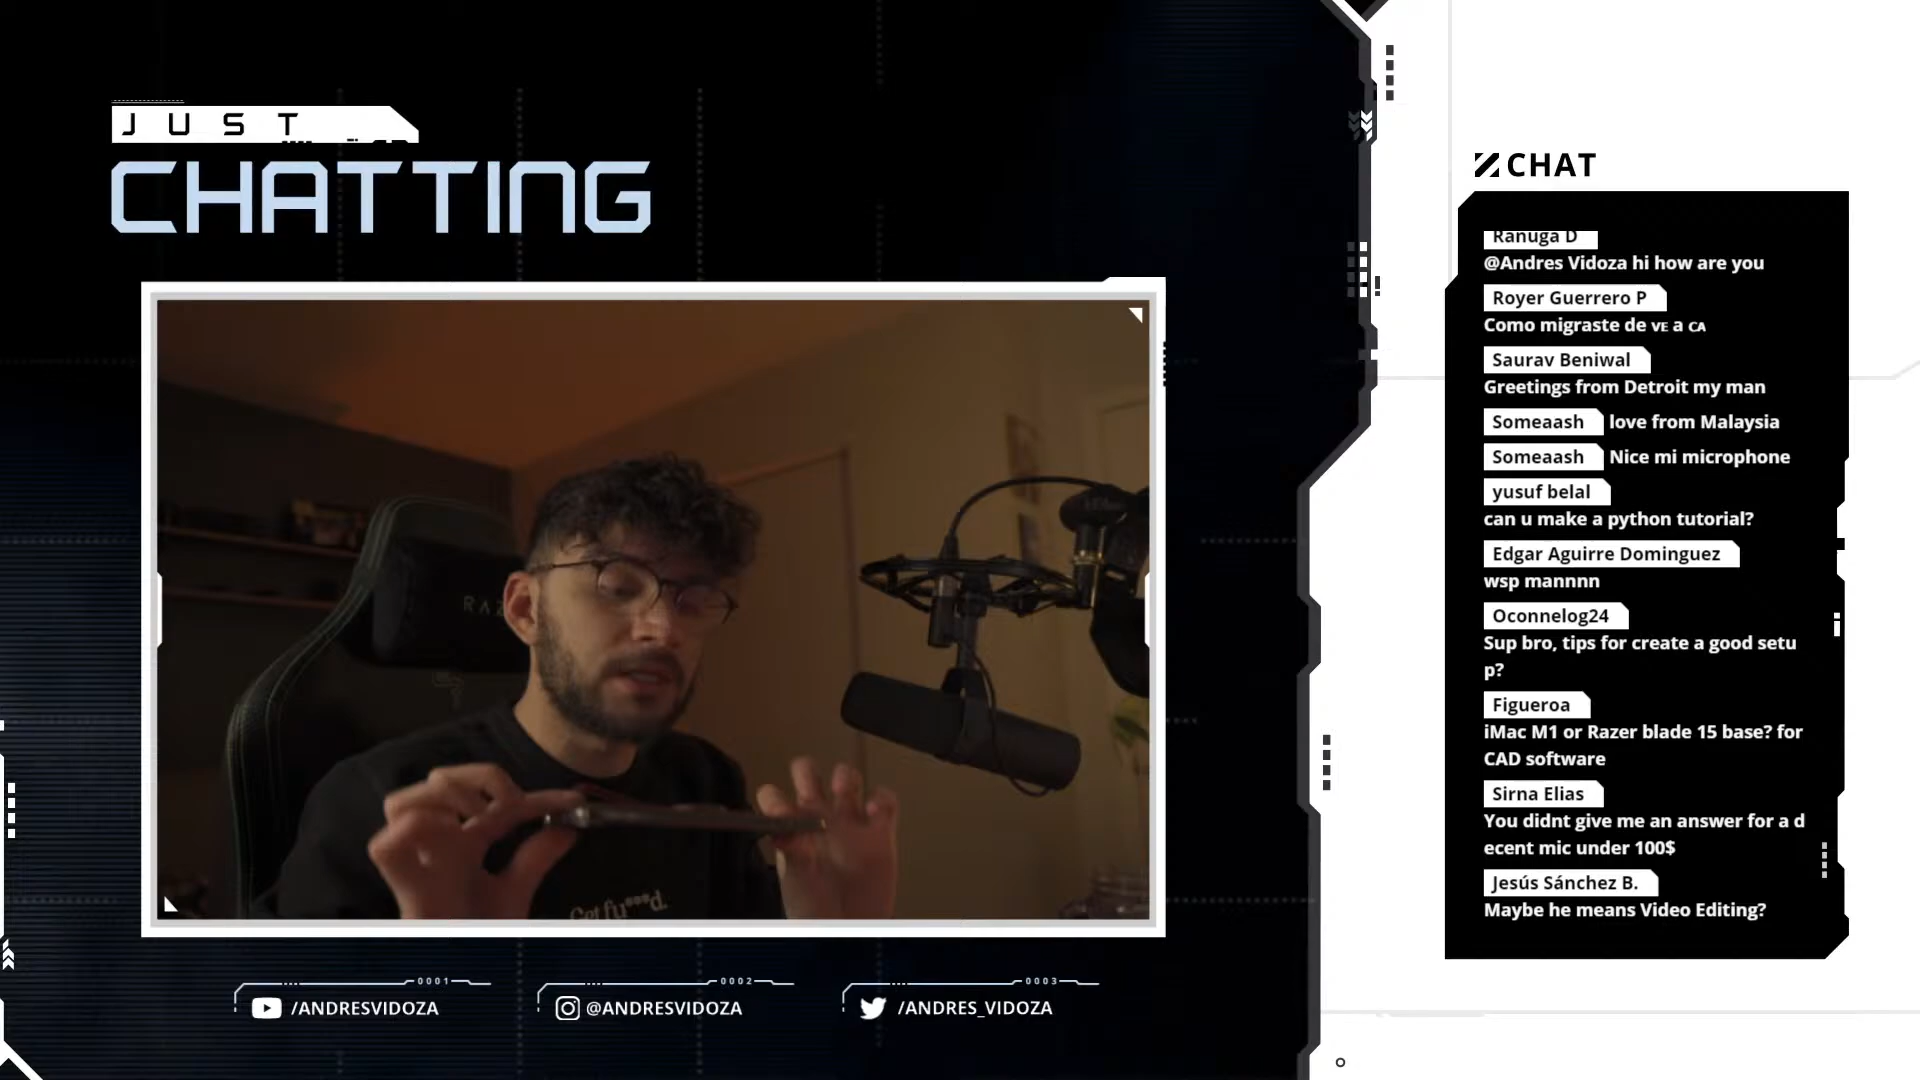 JUST
CHATTING
CHAT
Ranuga D
@Andres Vidoza hi how are you
Royer Guerrero P
Como migraste de VE a CA
Saurav Beniwal
Greetings from Detroit my man
Someaash love from Malaysia
Someaash Nice mi microphone
yusuf belal
can u make a python tutorial?
Edgar Aguirre Dominguez
wsp mannnn
Oconnelog24
Sup bro, tips for create a good setu
p?
Figueroa
iMac M1 or Razer blade 15 base? for
CAD software
Sirna Elias
You didnt give me an answer for a d
ecent mic under 100$
Jesús Sánchez B.
Maybe he means Video Editing?
RAZ
Get fu***d.
0001
/ANDRESVIDOZA
0002
@ANDRESVIDOZA
0003
/ANDRES_VIDOZA